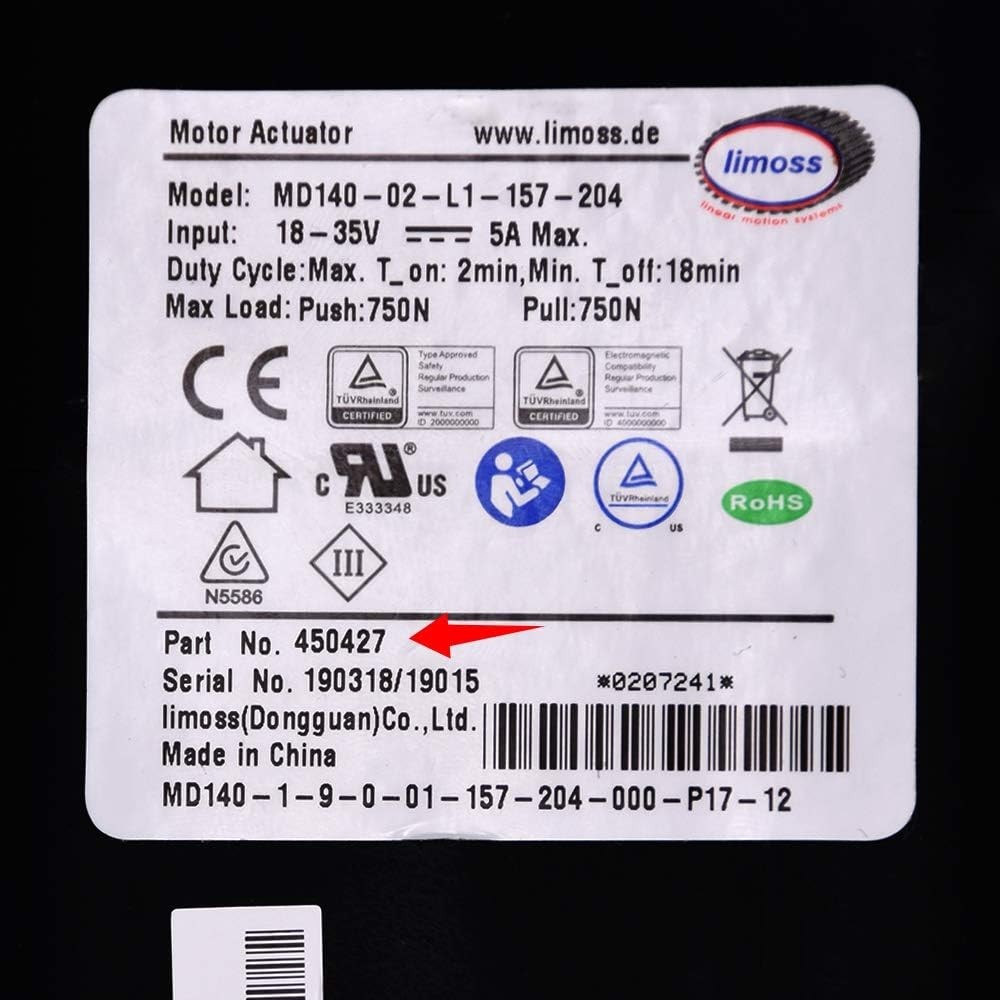 Motor Actuator www.limoss.de
limoss
linear motion systems
Model: MD140-02-L1-157-204
Input: 18-35V 5A Max.
Duty Cycle:Max. T_on: 2min,Min. T_off:18min
Max Load: Push:750N Pull:750N
CE
TÜVRheinland
CERTIFIED
Type Approved
Safety
Regular Production
Surveillance
www.tuv.com
ID 2000000000
TÜVRheinland
CERTIFIED
Electromagnetic
Compatibility
Regular Production
Surveillance
www.tuv.com
ID 4000000000
c RU® US
E333348
TÜVRheinland
C US
RoHS
N5586
III
Part No. 450427
Serial No. 190318/19015 *0207241*
limoss(Dongguan)Co.,Ltd.
Made in China
MD140-1-9-0-01-157-204-000-P17-12